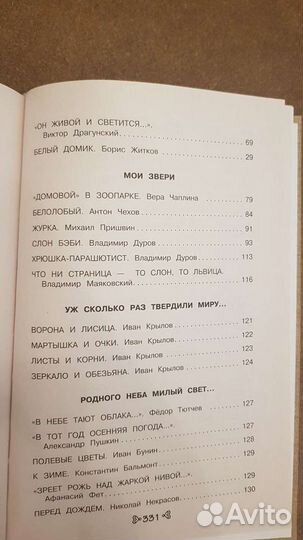 «ОН ЖИВОЙ И СВЕТИТСЯ...».
Виктор Драгунский 69
БЕЛЫЙ ДОМИК. Борис Житков 29
МОИ ЗВЕРИ
«ДОМОВОЙ» В ЗООПАРКЕ. Вера Чаплина 79
БЕЛОЛОБЫЙ. Антон Чехов 84
ЖУРКА. Михаил Пришвин 91
СЛОН БЭБИ. Владимир Дуров 93
ХРЮШКА-ПАРАШЮТИСТ. Владимир Дуров 113
ЧТО НИ СТРАНИЦА — ТО СЛОН, ТО ЛЬВИЦА.
Владимир Маяковский 116
УЖ СКОЛЬКО РАЗ ТВЕРДИЛИ МИРУ...
ВОРОНА И ЛИСИЦА. Иван Крылов 121
МАРТЫШКА И ОЧКИ. Иван Крылов 122
ЛИСТЫ И КОРНИ. Иван Крылов 123
ЗЕРКАЛО И ОБЕЗЬЯНА. Иван Крылов 124
РОДНОГО НЕБА МИЛЫЙ СВЕТ...
«В НЕБЕ ТАЮТ ОБЛАКА...». Фёдор Тютчев 127
«В ТОТ ГОД ОСЕННЯЯ ПОГОДА...».
Александр Пушкин 127
ПОЛЕВЫЕ ЦВЕТЫ. Иван Бунин 128
К ЗИМЕ. Константин Бальмонт 129
«ЗРЕЕТ РОЖЬ НАД ЖАРКОЙ НИВОЙ...».
Афанасий Фет 129
ПЕРЕД ДОЖДЁМ. Николай Некрасов 130
331
Avito